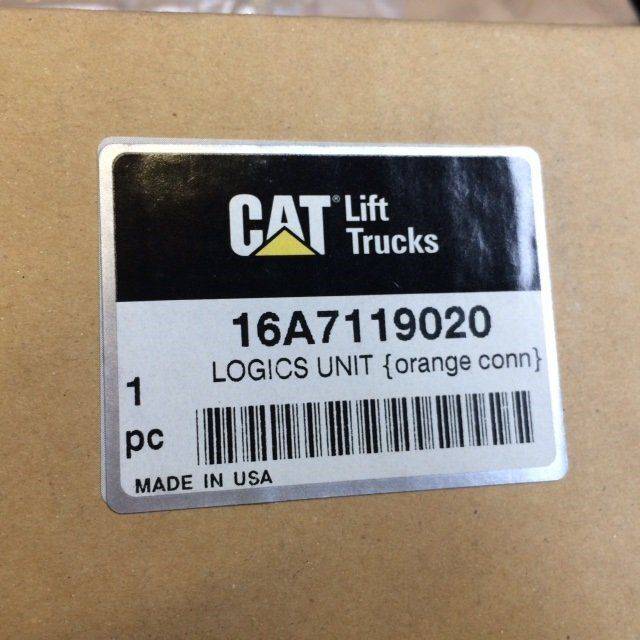 CAT® Lift
Trucks
16A7119020
LOGICS UNIT {orange conn}
1
pc
MADE IN USA